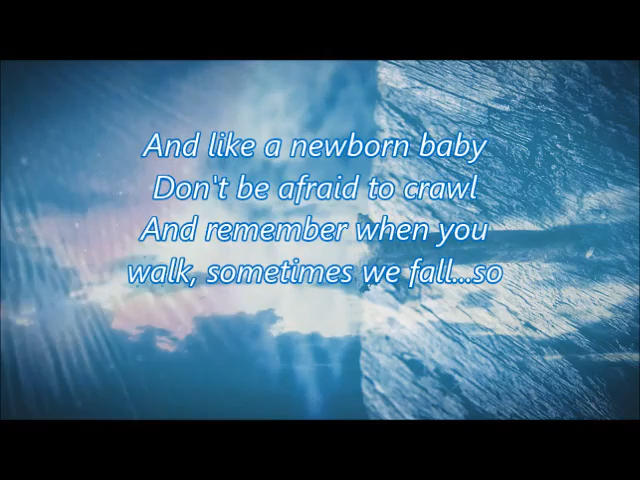 And like a newborn baby
Don't be afraid to crawl
And remember when you
walk, sometimes we fall...so